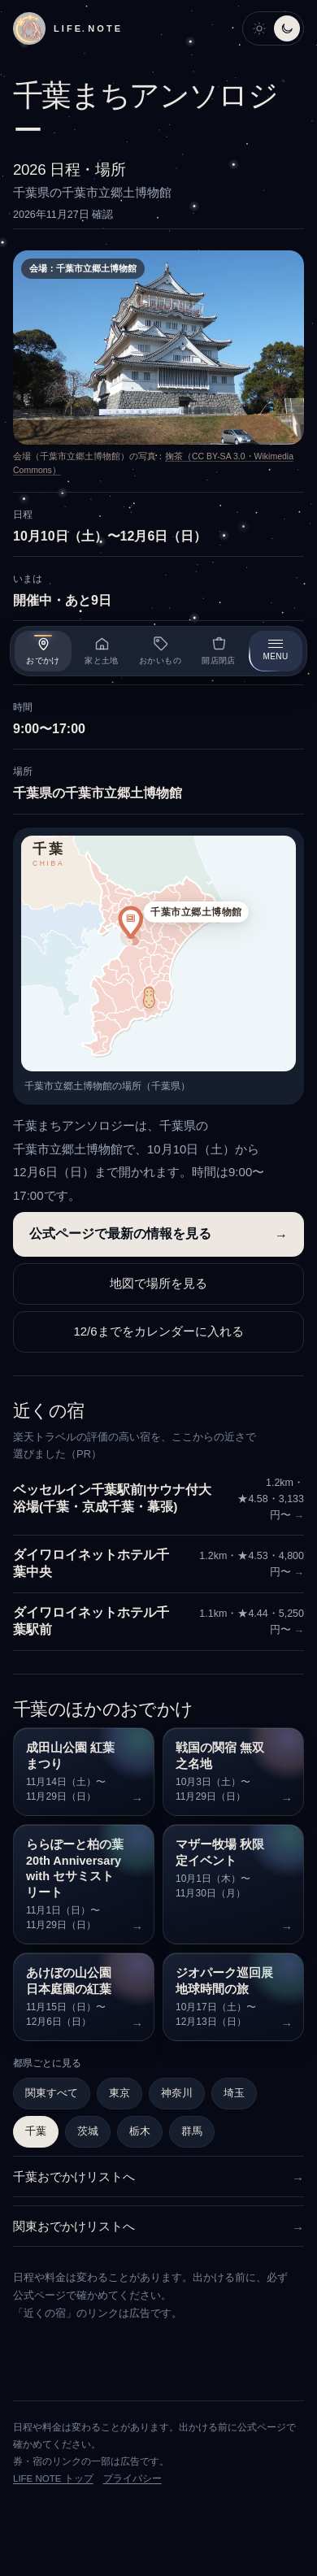 LIFE NOTE
千葉まちアンソロジ
ー
2026 日程・場所
千葉県の千葉市立郷土博物館
2026年11月27日 確認
会場：千葉市立郷土博物館
会場（千葉市立郷土博物館）の写真：掬茶（CC BY-SA 3.0・Wikimedia
Commons）
日程
10月10日（土）〜12月6日（日）
いまは
開催中・あと9日
おでかけ
家と土地
おかいもの
開店閉店
MENU
時間
9:00〜17:00
場所
千葉県の千葉市立郷土博物館
千葉
CHIBA
千葉市立郷土博物館
千葉市立郷土博物館の場所（千葉県）
千葉まちアンソロジーは、千葉県の
千葉市立郷土博物館で、10月10日（土）から
12月6日（日）まで開かれます。時間は9:00〜
17:00です。
公式ページで最新の情報を見る →
地図で場所を見る
12/6までをカレンダーに入れる
近くの宿
楽天トラベルの評価の高い宿を、ここからの近さで
選びました（PR）
ベッセルイン千葉駅前|サウナ付大
浴場(千葉・京成千葉・幕張)
1.2km・
★4.58・3,133
円〜 →
ダイワロイネットホテル千
葉中央
1.2km・★4.53・4,800
円〜 →
ダイワロイネットホテル千
葉駅前
1.1km・★4.44・5,250
円〜 →
千葉のほかのおでかけ
成田山公園 紅葉
まつり
11月14日（土）〜
11月29日（日） →
戦国の関宿 無双
之名地
10月3日（土）〜
11月29日（日） →
ららぽーと柏の葉
20th Anniversary
with セサミスト
リート
11月1日（日）〜
11月29日（日） →
マザー牧場 秋限
定イベント
10月1日（木）〜
11月30日（月）
→
あけぼの山公園
日本庭園の紅葉
11月15日（日）〜
12月6日（日） →
ジオパーク巡回展
地球時間の旅
10月17日（土）〜
12月13日（日） →
都県ごとに見る
関東すべて
東京
神奈川
埼玉
千葉
茨城
栃木
群馬
千葉おでかけリストへ →
関東おでかけリストへ →
日程や料金は変わることがあります。出かける前に、必ず
公式ページで確かめてください。
「近くの宿」のリンクは広告です。
日程や料金は変わることがあります。出かける前に公式ページで
確かめてください。
券・宿のリンクの一部は広告です。
LIFE NOTE トップ プライバシー